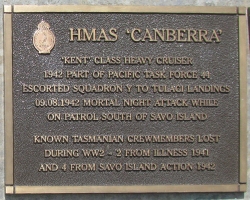 HMAS 'CANBERRA'
"KENT" CLASS HEAVY CRUISER
1942 PART OF PACIFIC TASK FORCE 44
ESCORTED SQUADRON Y TO TULAGI LANDINGS
09.08.1942 MORTAL NIGHT ATTACK WHILE
ON PATROL SOUTH OF SAVO ISLAND
KNOWN TASMANIAN CREWMEMBERS LOST
DURING WW2 - 2 FROM ILLNESS 1941
AND 4 FROM SAVO ISLAND ACTION 1942